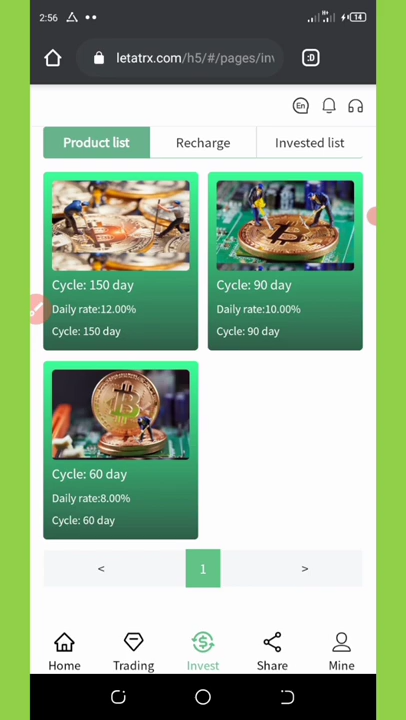 2:56
14
letatrx.com/h5/#/pages/inv
:D
En
Product list
Recharge
Invested list
Cycle: 150 day
Daily rate:12.00%
Cycle: 150 day
Cycle: 90 day
Daily rate:10.00%
Cycle: 90 day
Cycle: 60 day
Daily rate:8.00%
Cycle: 60 day
<
1
>
Home
Trading
Invest
Share
Mine